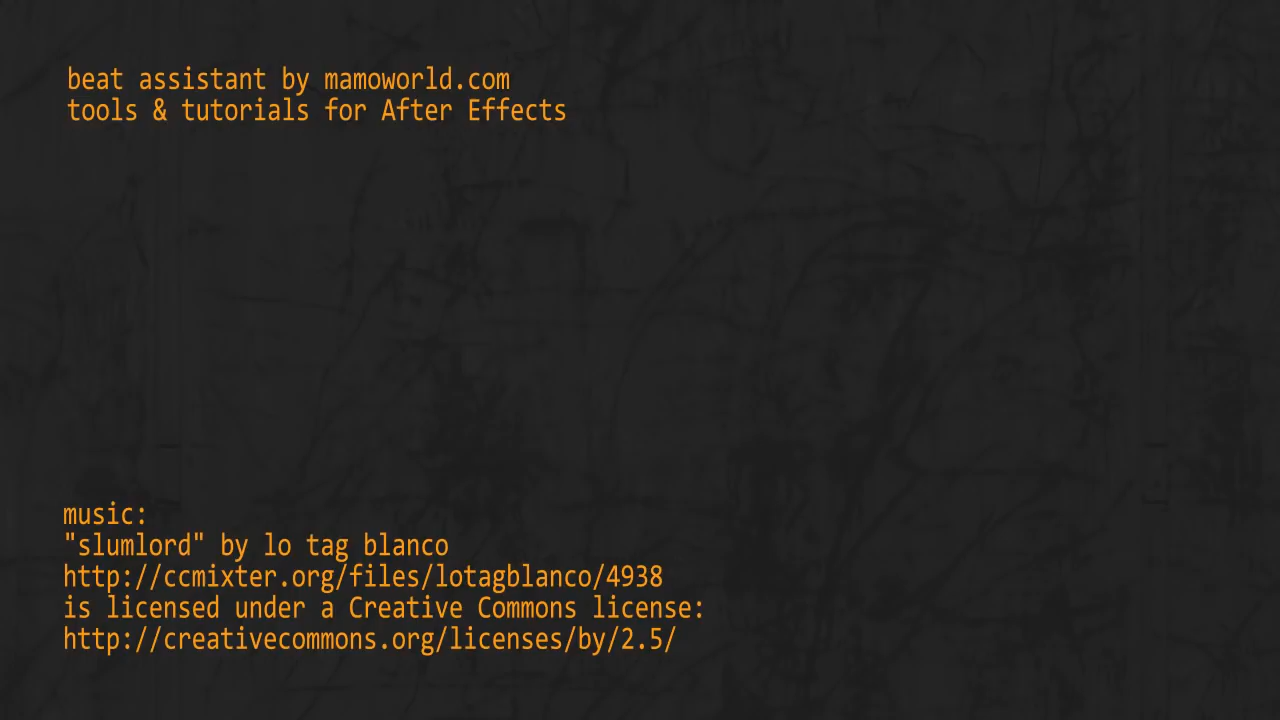 beat assistant by mamoworld.com
tools & tutorials for After Effects
music:
"slumlord" by lo tag blanco
http://ccmixter.org/files/lotagblanco/4938
is licensed under a Creative Commons license:
http://creativecommons.org/licenses/by/2.5/